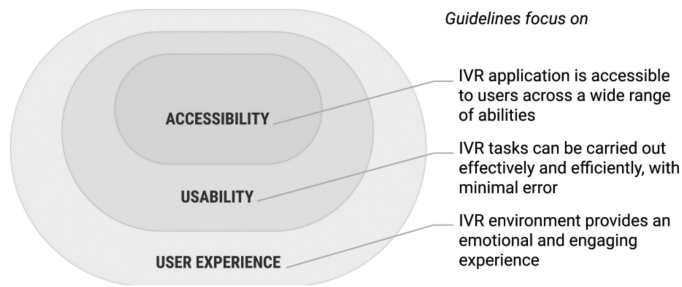 Guidelines focus on
ACCESSIBILITY
IVR application is accessible
to users across a wide range
of abilities
USABILITY
IVR tasks can be carried out
effectively and efficiently, with
minimal error
USER EXPERIENCE
IVR environment provides an
emotional and engaging
experience